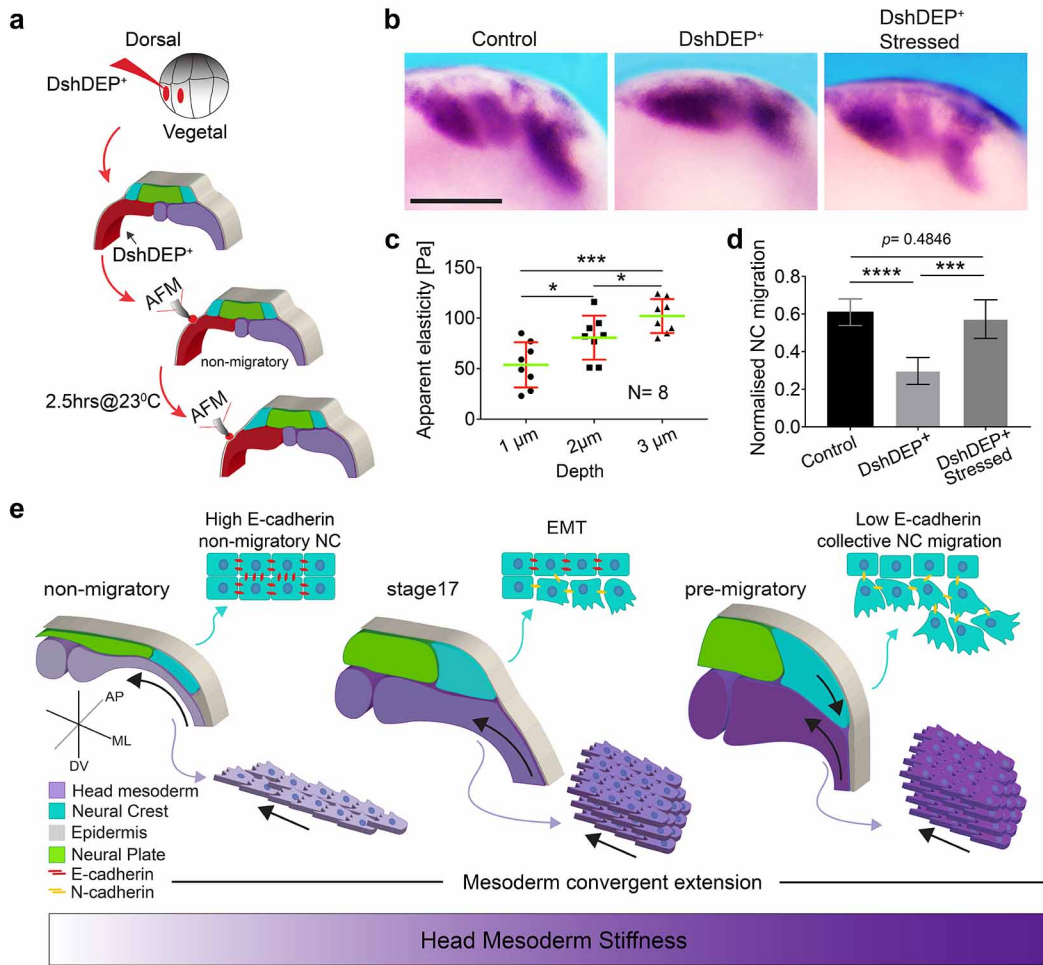 a
Dorsal
DshDEP⁺
Vegetal
DshDEP⁺
AFM
non-migratory
2.5hrs@23⁰C
AFM
b
Control
DshDEP⁺
DshDEP⁺
Stressed
c
Apparent elasticity [Pa]
150
100
50
0
***
*
*
N= 8
1 µm
2µm
3 µm
Depth
d
Normalised NC migration
p= 0.4846
****
***
0.8
0.6
0.4
0.2
0.0
Control
DshDEP⁺
DshDEP⁺
Stressed
e
High E-cadherin
non-migratory NC
EMT
Low E-cadherin
collective NC migration
non-migratory
stage17
pre-migratory
AP
ML
DV
Head mesoderm
Neural Crest
Epidermis
Neural Plate
E-cadherin
N-cadherin
Mesoderm convergent extension
Head Mesoderm Stiffness